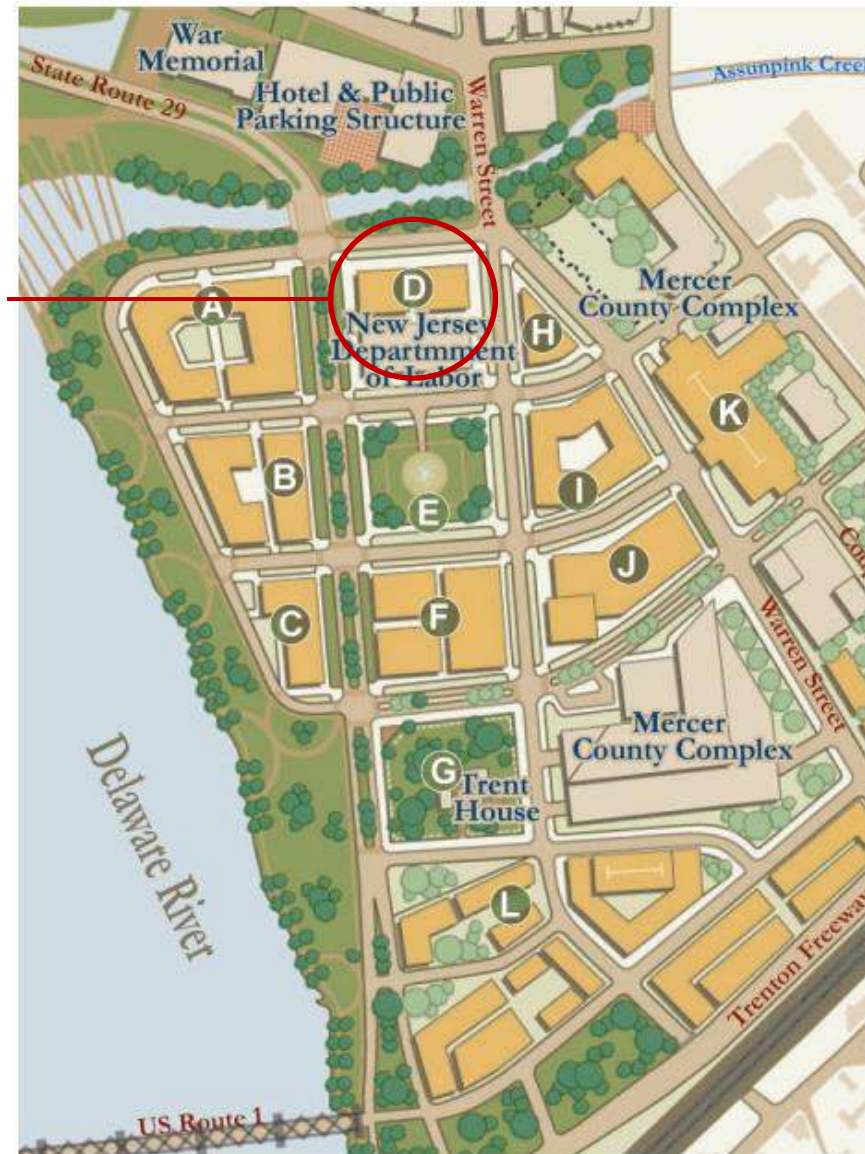 War
Memorial
State Route 29
Hotel & Public
Parking Structure
Warren Street
Assunpink Creek
Mercer
County Complex
A
D
New Jersey
Departmment
of Labor
H
K
B
E
I
C
F
J
Warren Street
Mercer
County Complex
G
Trent
House
Delaware River
L
Trenton Freeway
US Route 1